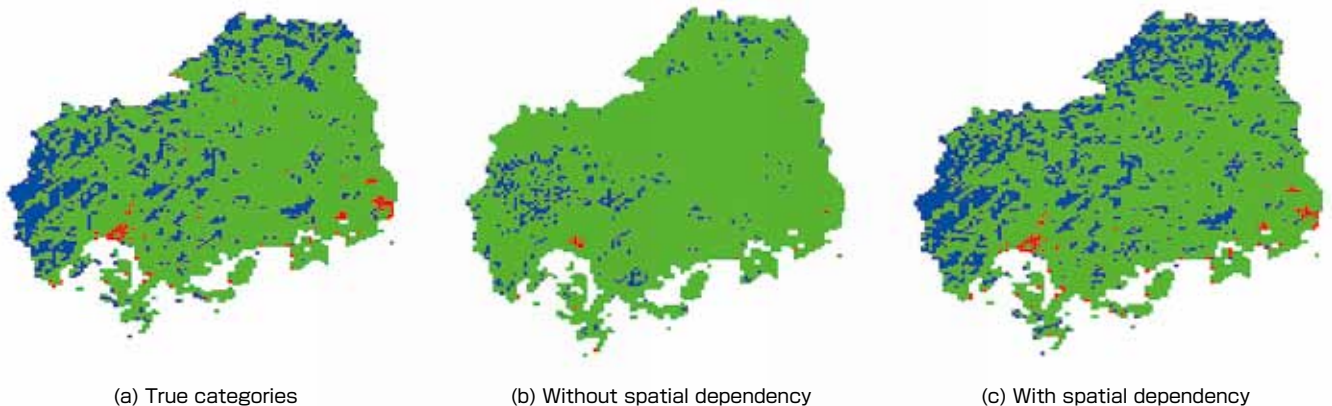 (a) True categories
(b) Without spatial dependency
(c) With spatial dependency